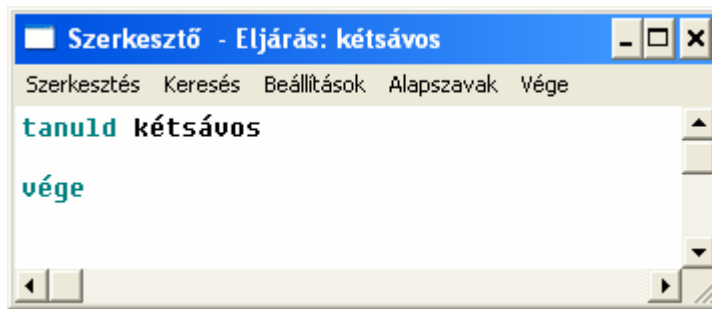 Szerkesztő - Eljárás: kétsávos
Szerkesztés Keresés Beállítások Alapszavak Vége
tanuld kétsávos
vége